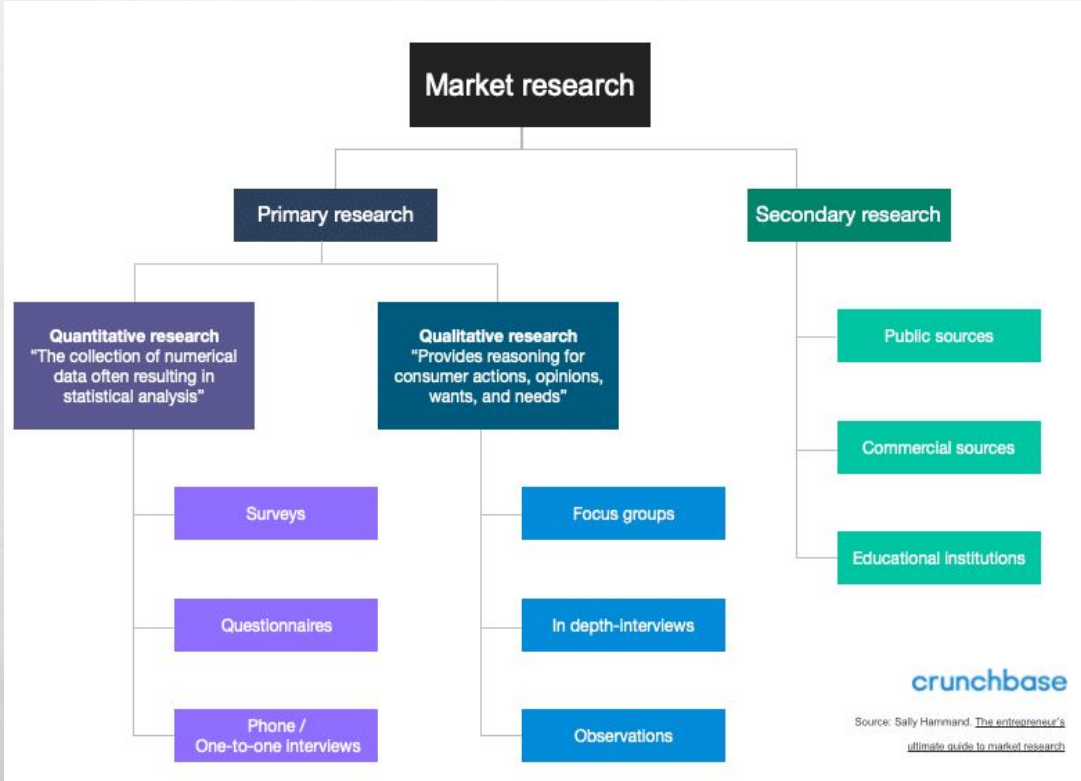 Market research
Primary research
Secondary research
Quantitative research
“The collection of numerical
data often resulting in
statistical analysis”
Qualitative research
“Provides reasoning for
consumer actions, opinions,
wants, and needs”
Surveys
Questionnaires
Phone /
One-to-one interviews
Focus groups
In depth-interviews
Observations
Public sources
Commercial sources
Educational institutions
crunchbase
Source: Sally Hammand. The entrepreneur's
ultimate guide to market research